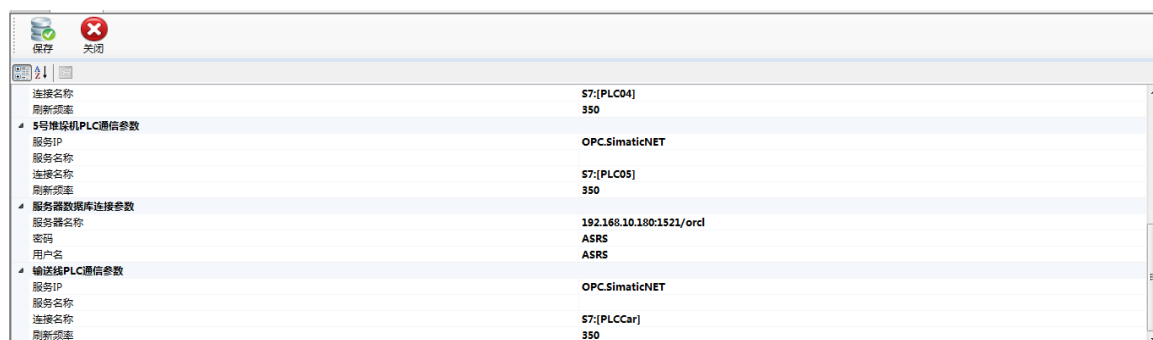 保存 关闭
连接名称 S7:[PLC04]
刷新频率 350
5号堆垛机PLC通信参数
服务IP OPC.SimaticNET
服务名称
连接名称 S7:[PLC05]
刷新频率 350
服务器数据库连接参数
服务器名称 192.168.10.180:1521/orcl
密码 ASRS
用户名 ASRS
输送线PLC通信参数
服务IP OPC.SimaticNET
服务名称
连接名称 S7:[PLCCar]
刷新频率 350